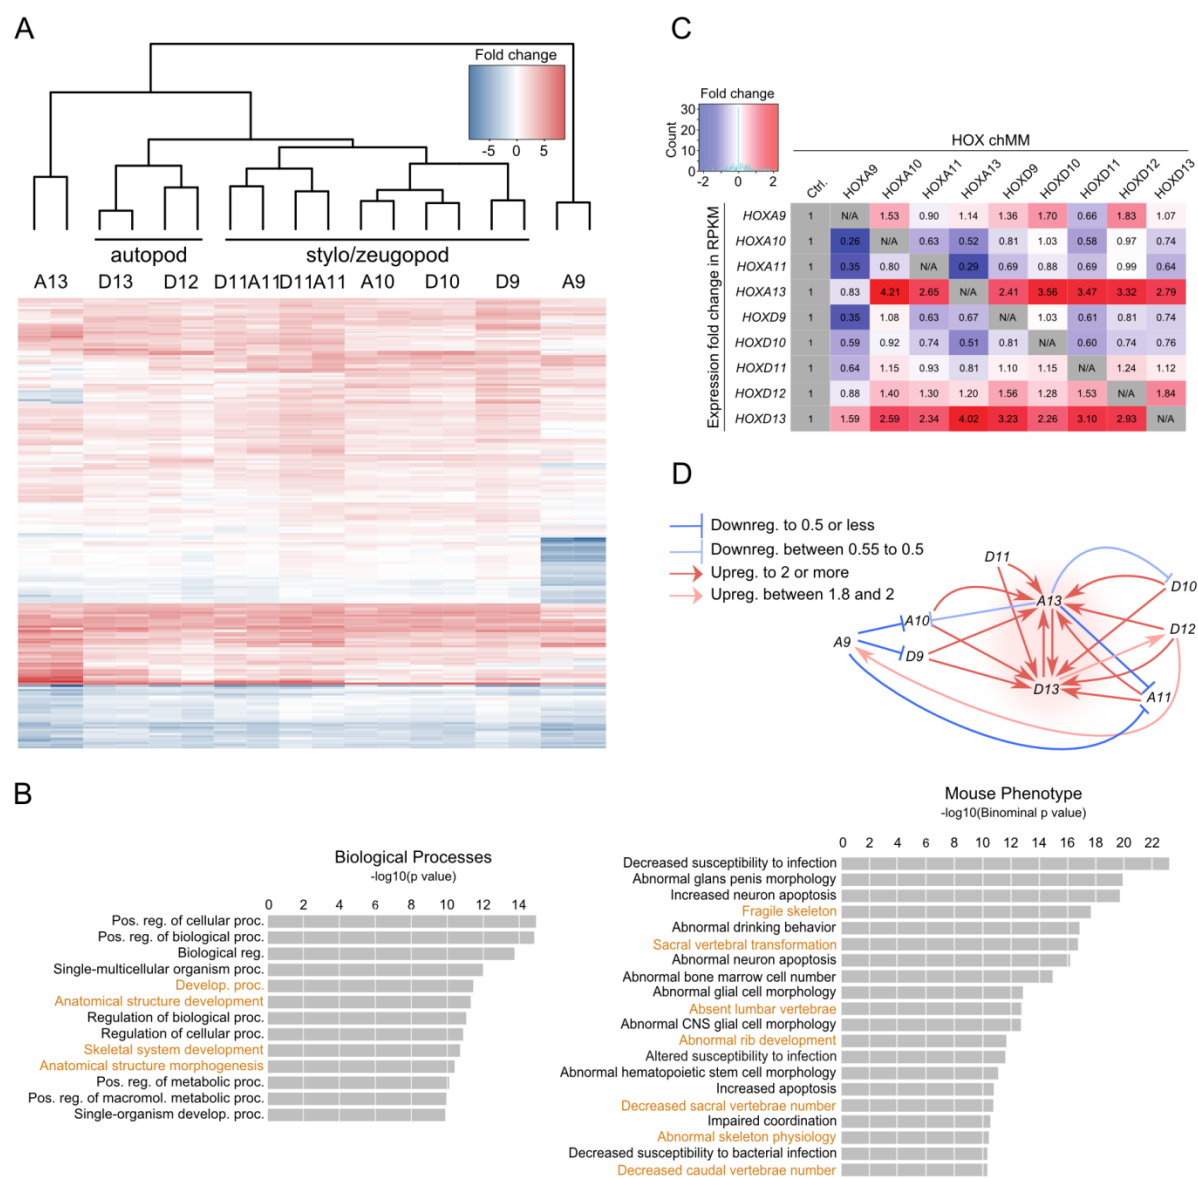 A
Fold change
-5 0 5
autopod
stylo/zeugopod
A13 D13 D12 D11A11D11A11 A10 D10 D9 A9
C
Fold change
Count
30
20
10
0
-2 0 2
HOX chMM
Ctrl. HOXA9 HOXA10 HOXA11 HOXA13 HOXD9 HOXD10 HOXD11 HOXD12 HOXD13
Expression fold change in RPKM
HOXA9 1 N/A 1.53 0.90 1.14 1.36 1.70 0.66 1.83 1.07
HOXA10 1 0.26 N/A 0.63 0.52 0.81 1.03 0.58 0.97 0.74
HOXA11 1 0.35 0.80 N/A 0.29 0.69 0.88 0.69 0.99 0.64
HOXA13 1 0.83 4.21 2.65 N/A 2.41 3.56 3.47 3.32 2.79
HOXD9 1 0.35 1.08 0.63 0.67 N/A 1.03 0.61 0.81 0.74
HOXD10 1 0.59 0.92 0.74 0.51 0.81 N/A 0.60 0.74 0.76
HOXD11 1 0.64 1.15 0.93 0.81 1.10 1.15 N/A 1.24 1.12
HOXD12 1 0.88 1.40 1.30 1.20 1.56 1.28 1.53 N/A 1.84
HOXD13 1 1.59 2.59 2.34 4.02 3.23 2.26 3.10 2.93 N/A
D
Downreg. to 0.5 or less
Downreg. between 0.55 to 0.5
Upreg. to 2 or more
Upreg. between 1.8 and 2
D11
D10
A13
A10
D12
A9
D9
D13
A11
B
Biological Processes
-log10(p value)
0 2 4 6 8 10 12 14
Pos. reg. of cellular proc.
Pos. reg. of biological proc.
Biological reg.
Single-multicellular organism proc.
Develop. proc.
Anatomical structure development
Regulation of biological proc.
Regulation of cellular proc.
Skeletal system development
Anatomical structure morphogenesis
Pos. reg. of metabolic proc.
Pos. reg. of macromol. metabolic proc.
Single-organism develop. proc.
Mouse Phenotype
-log10(Binominal p value)
0 2 4 6 8 10 12 14 16 18 20 22
Decreased susceptibility to infection
Abnormal glans penis morphology
Increased neuron apoptosis
Fragile skeleton
Abnormal drinking behavior
Sacral vertebral transformation
Abnormal neuron apoptosis
Abnormal bone marrow cell number
Abnormal glial cell morphology
Absent lumbar vertebrae
Abnormal CNS glial cell morphology
Abnormal rib development
Altered susceptibility to infection
Abnormal hematopoietic stem cell morphology
Increased apoptosis
Decreased sacral vertebrae number
Impaired coordination
Abnormal skeleton physiology
Decreased susceptibility to bacterial infection
Decreased caudal vertebrae number